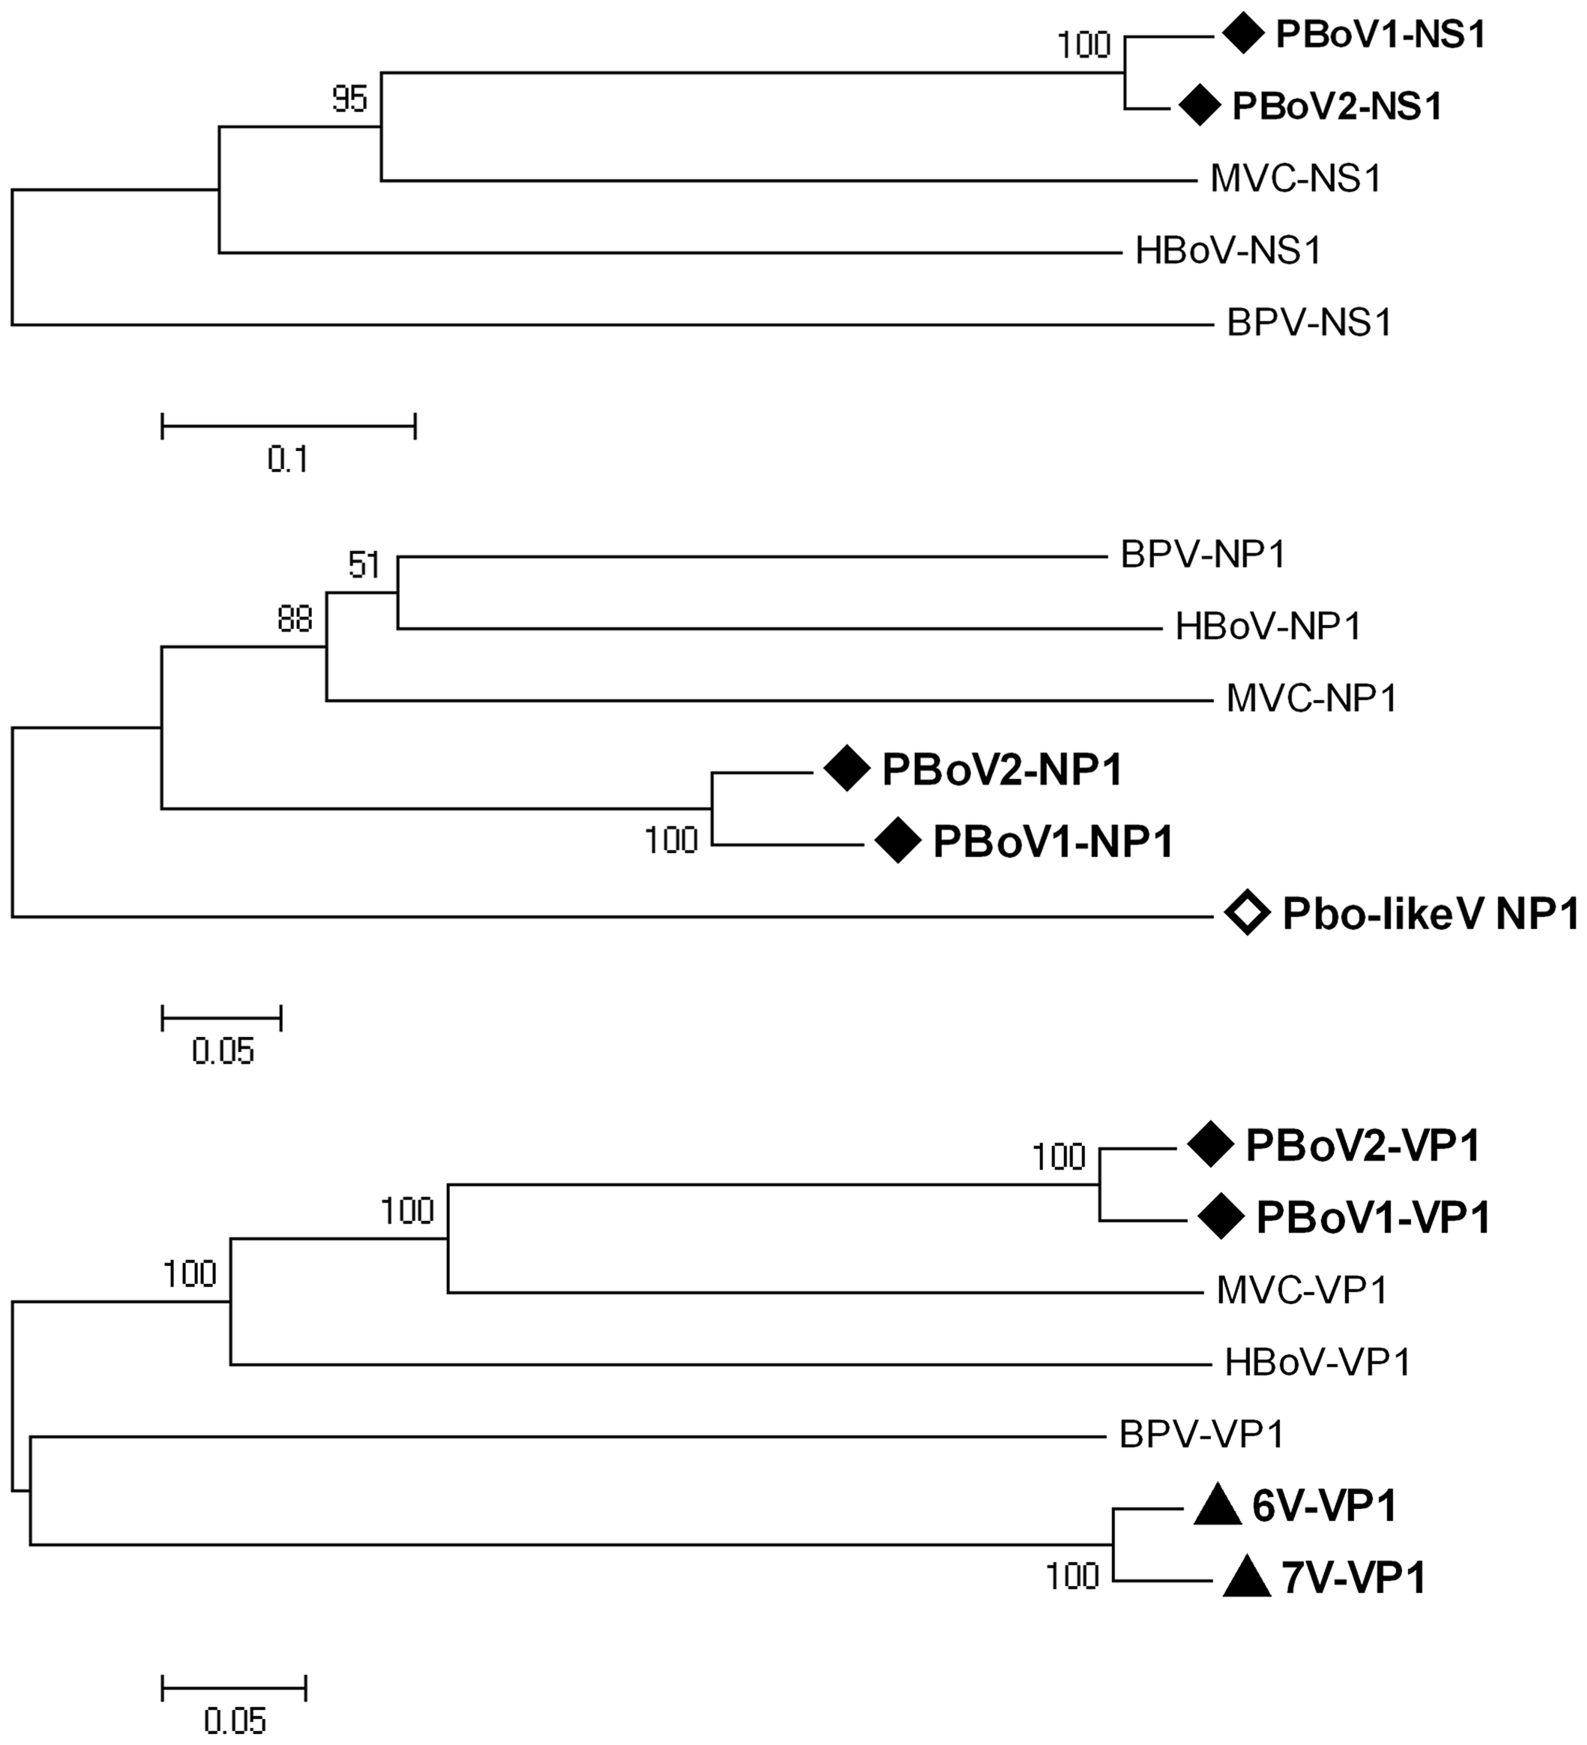 100
PBoV1-NS1
95
PBoV2-NS1
MVC-NS1
HBoV-NS1
BPV-NS1
0.1
51
BPV-NP1
88
HBoV-NP1
MVC-NP1
PBoV2-NP1
100
PBoV1-NP1
Pbo-likeV NP1
0.05
100
PBoV2-VP1
100
PBoV1-VP1
100
MVC-VP1
HBoV-VP1
BPV-VP1
6V-VP1
100
7V-VP1
0.05